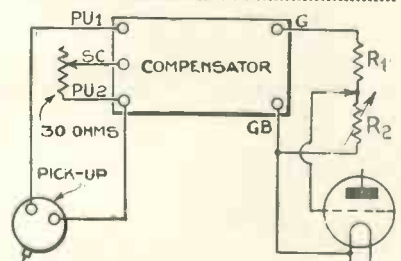 PU1
G
SC
COMPENSATOR
R1
PU2
30 OHMS
GB
R2
PICK-UP